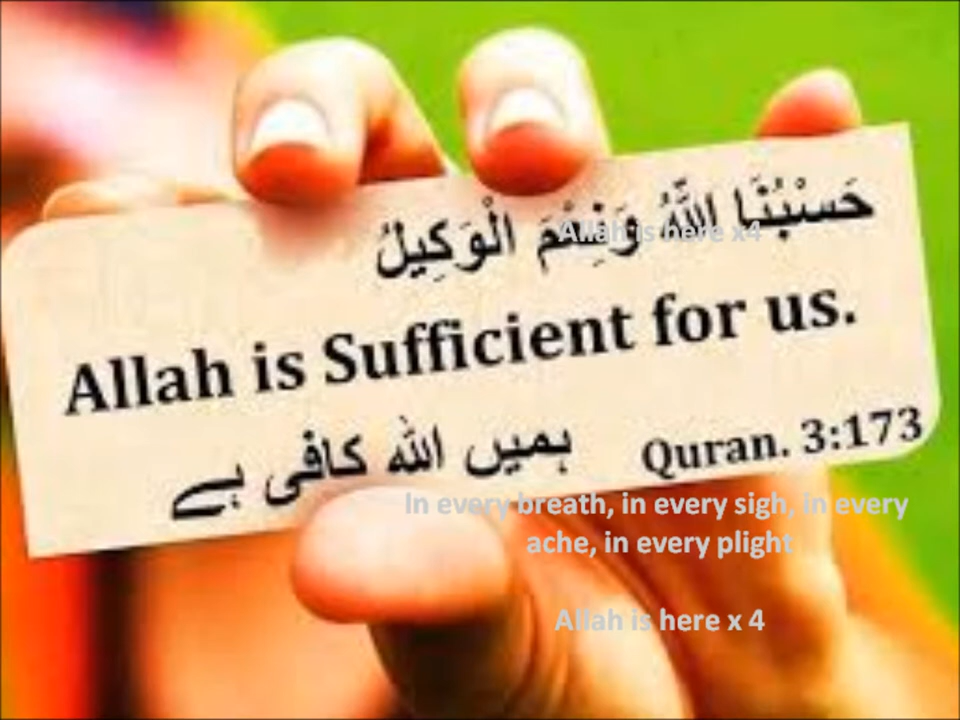 حَسْبُنَا اللَّهُ وَنِعْمَ الْوَكِيلُ
Allah is here x4
Allah is Sufficient for us.
ہمیں اللہ کافی ہے
Quran. 3:173
In every breath, in every sigh, in every
ache, in every plight
Allah is here x 4